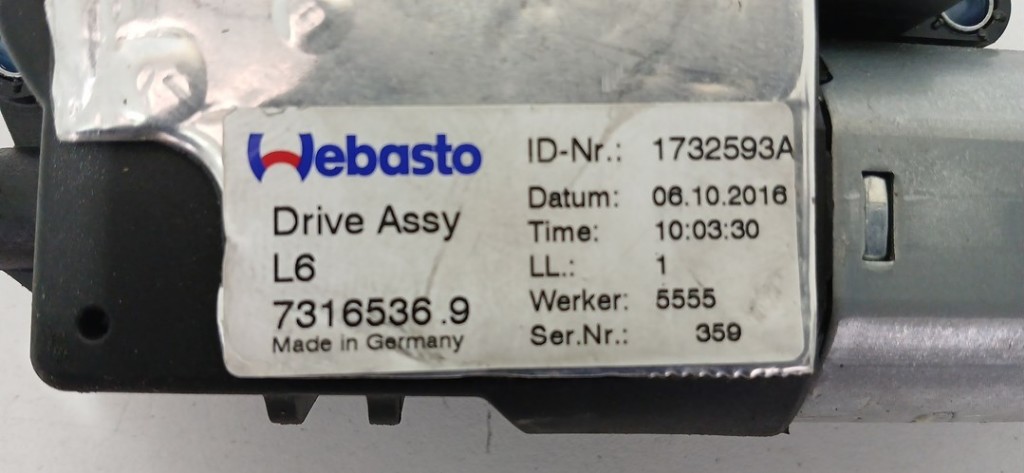 Webasto
Drive Assy
L6
7316536.9
Made in Germany
ID-Nr.: 1732593A
Datum: 06.10.2016
Time: 10:03:30
LL.: 1
Werker: 5555
Ser.Nr.: 359